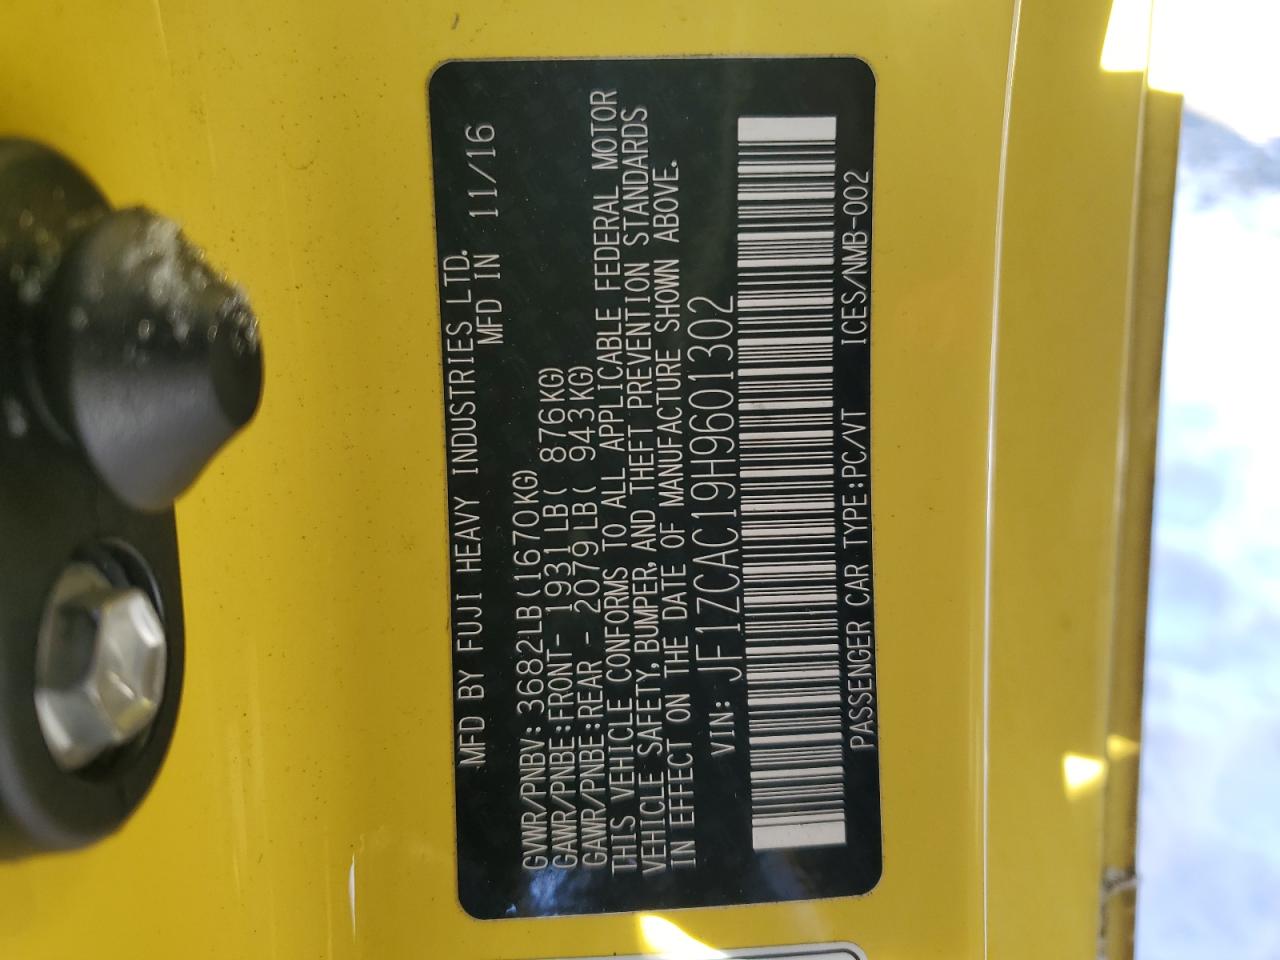 MFD BY FUJI HEAVY INDUSTRIES LTD.
MFD IN 11/16
GVWR/PNBV: 3682LB(1670KG)
GAWR/PNBE:FRONT- 1931LB( 876KG)
GAWR/PNBE:REAR - 2079LB( 943KG)
THIS VEHICLE CONFORMS TO ALL APPLICABLE FEDERAL MOTOR
VEHICLE SAFETY, BUMPER, AND THEFT PREVENTION STANDARDS
IN EFFECT ON THE DATE OF MANUFACTURE SHOWN ABOVE.
VIN: JF1ZCAC19H9601302
PASSENGER CAR TYPE:PC/VT ICES/NMB-002